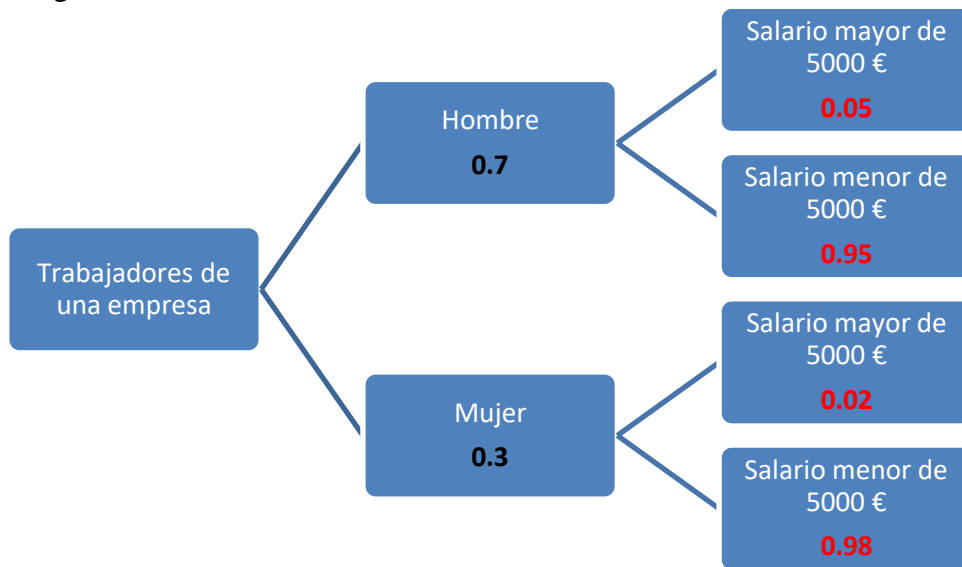 Trabajadores de
una empresa
Hombre
0.7
Mujer
0.3
Salario mayor de
5000 €
0.05
Salario menor de
5000 €
0.95
Salario mayor de
5000 €
0.02
Salario menor de
5000 €
0.98